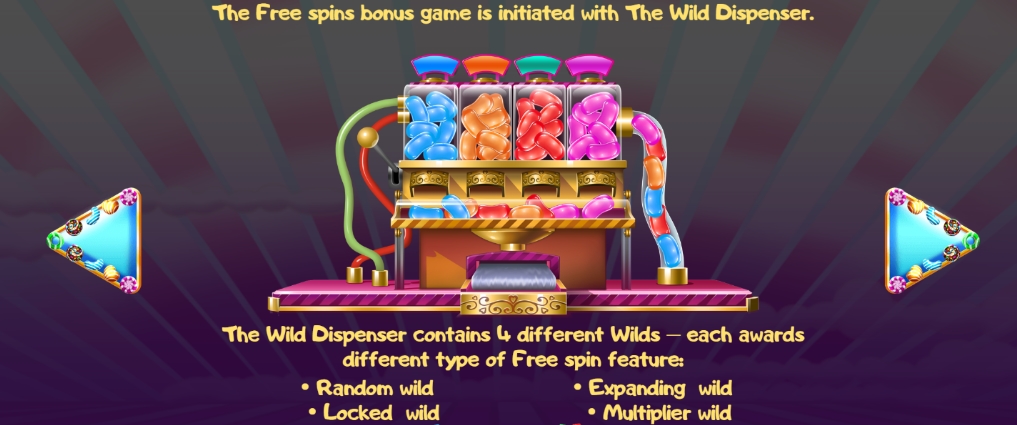 The Free spins bonus game is initiated with The Wild Dispenser.
The Wild Dispenser contains 4 different Wilds – each awards
different type of Free spin feature:
• Random wild
• Expanding wild
• Locked wild
• Multiplier wild